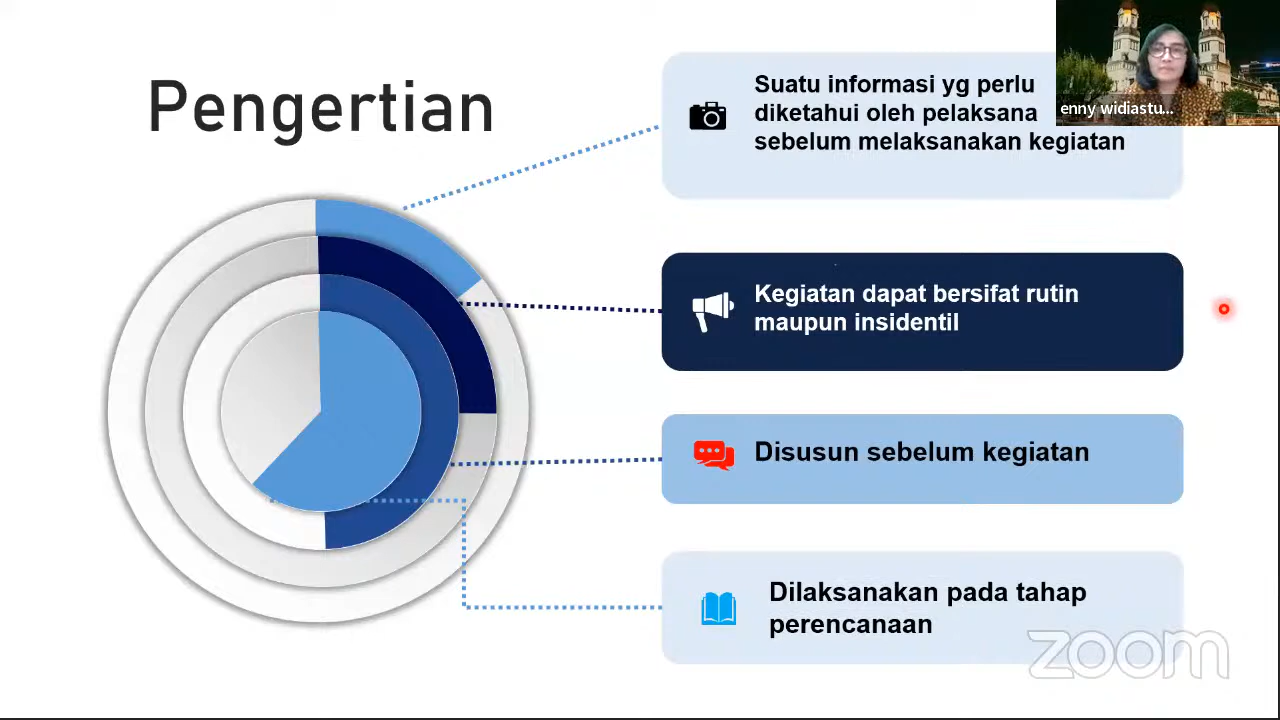 Pengertian
Suatu informasi yg perlu
diketahui oleh pelaksana
sebelum melaksanakan kegiatan
enny widiastu...
Kegiatan dapat bersifat rutin
maupun insidentil
Disusun sebelum kegiatan
Dilaksanakan pada tahap
perencanaan
zoom